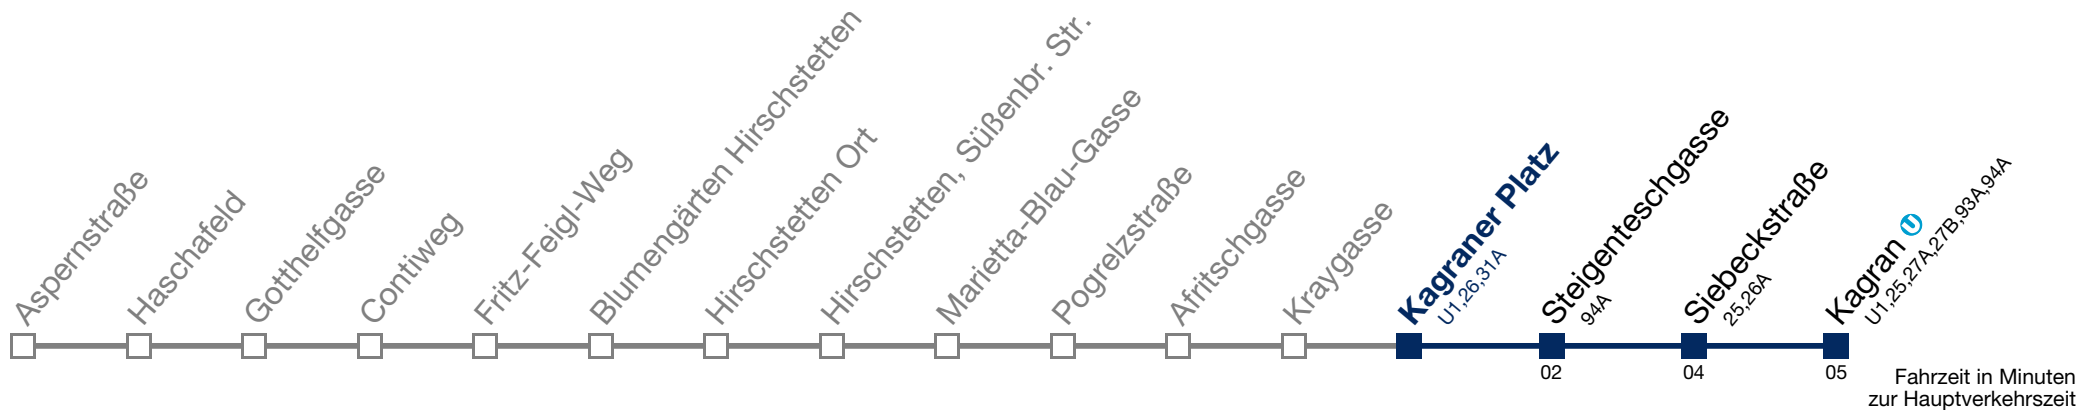 Aspernstraße
Haschafeld
Gotthelfgasse
Contiweg
Fritz-Feigl-Weg
Blumengärten Hirschstetten
Hirschstetten Ort
Hirschstetten, Süßenbr. Str.
Marietta-Blau-Gasse
Pogrelzstraße
Afritschgasse
Kraygasse
Kagraner Platz
U1,26,31A
Steigenteschgasse
94A
02
Siebeckstraße
25,26A
04
Kagran U
U1,25,27A,27B,93A,94A
05
Fahrzeit in Minuten
zur Hauptverkehrszeit